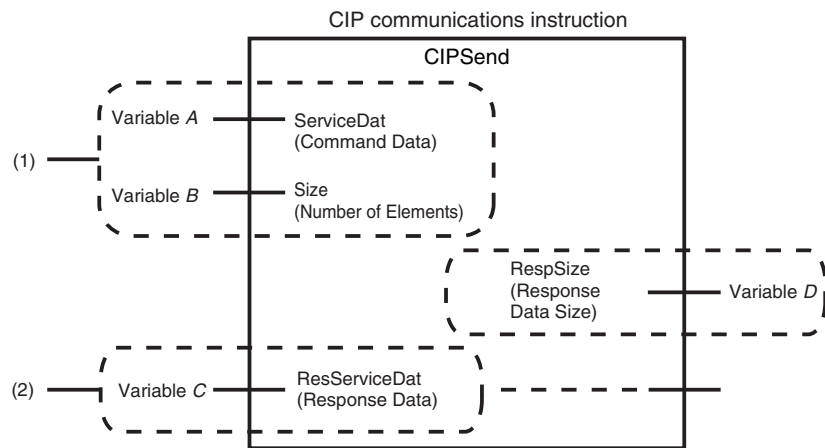 CIP communications instruction
CIPSend
Variable A
ServiceDat
(Command Data)
(1)
Variable B
Size
(Number of Elements)
RespSize
(Response
Data Size)
Variable D
(2)
Variable C
ResServiceDat
(Response Data)